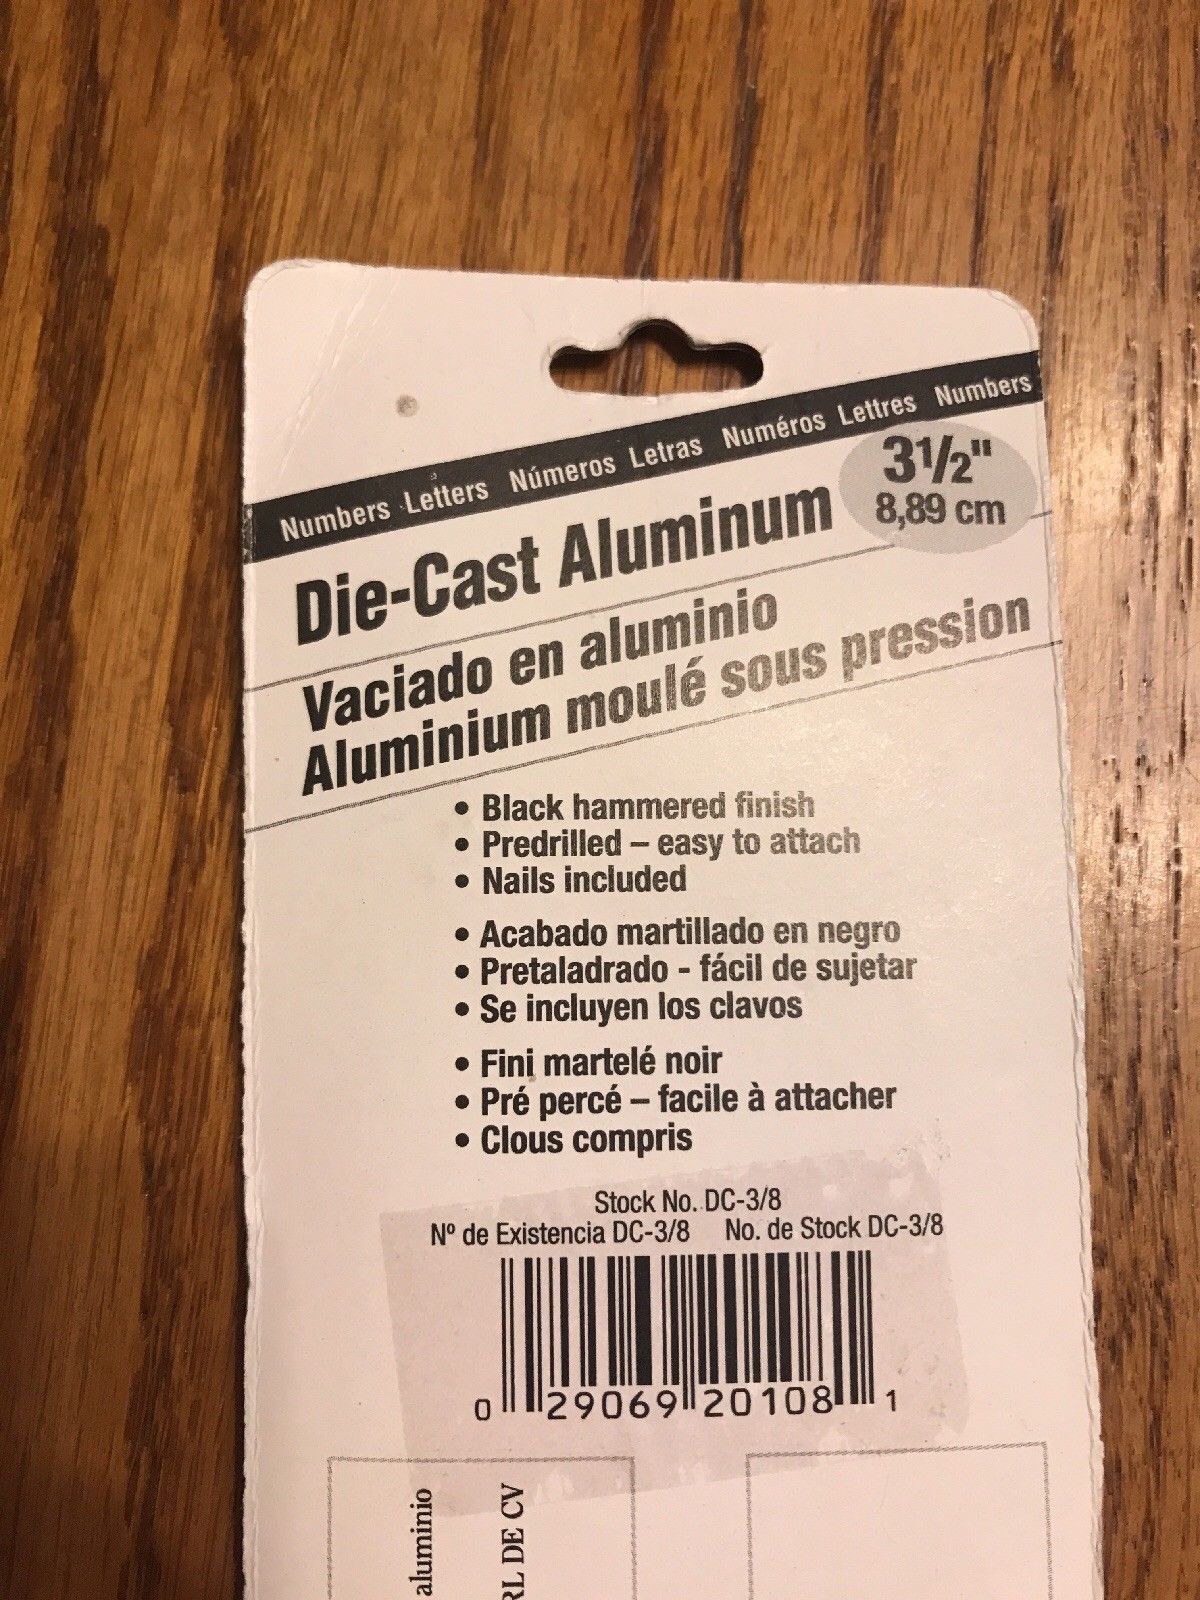 Numbers Letters Números Letras Numéros Lettres Numbers
3½"
8,89 cm
Die-Cast Aluminum
Vaciado en aluminio
Aluminium moulé sous pression
• Black hammered finish
• Predrilled – easy to attach
• Nails included
• Acabado martillado en negro
• Pretaladrado - fácil de sujetar
• Se incluyen los clavos
• Fini martelé noir
• Pré percé – facile à attacher
• Clous compris
Stock No. DC-3/8
Nº de Existencia DC-3/8 No. de Stock DC-3/8
0 29069 20108 1
aluminio
RL DE CV